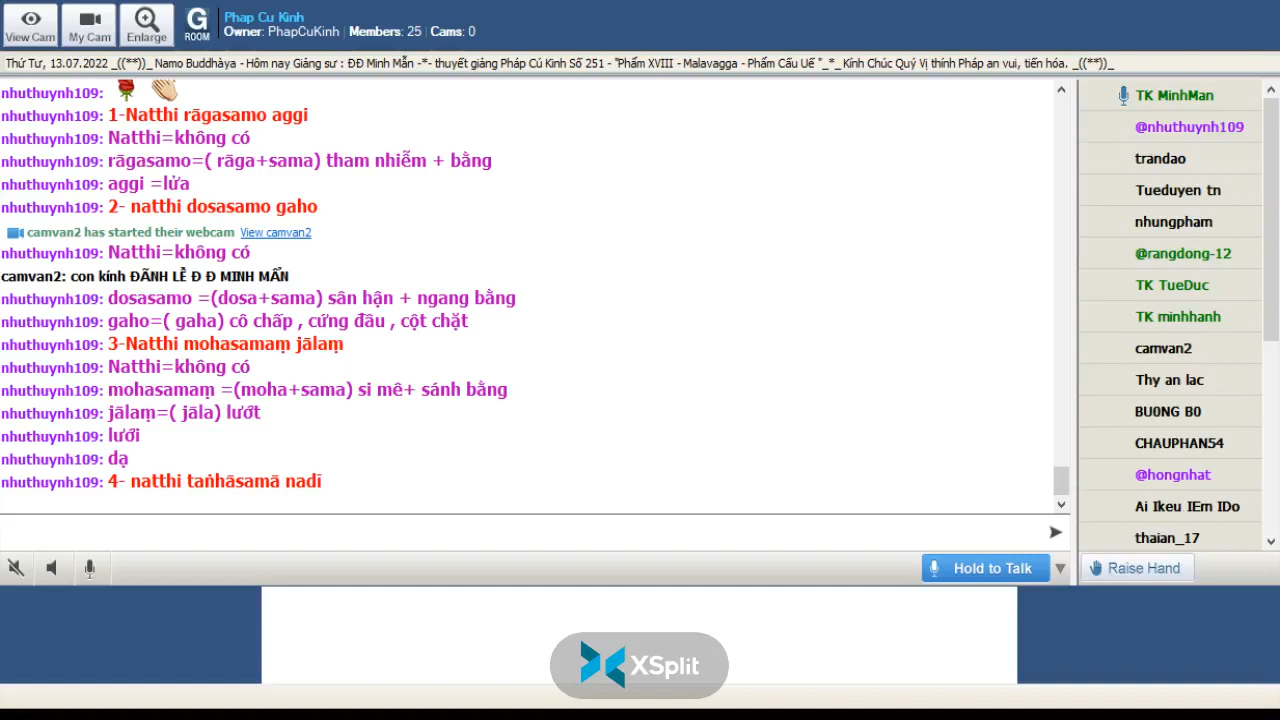 View Cam
My Cam
Enlarge
G
ROOM
Phap Cu Kinh
Owner: PhapCuKinh | Members: 25 | Cams: 0
Thứ Tư, 13.07.2022 _((**))_ Namo Buddhàya - Hôm nay Giảng sư : ĐĐ Minh Mẫn -*- thuyết giảng Pháp Cú Kinh Số 251 - "Phẩm XVIII - Malavagga - Phẩm Cấu Uế "_*_ Kính Chúc Quý Vị thính Pháp an vui, tiến hóa. _((**))_
nhuthuynh109:
nhuthuynh109: 1-Natthi rāgasamo aggi
nhuthuynh109: Natthi=không có
nhuthuynh109: rāgasamo=( rāga+sama) tham nhiễm + bằng
nhuthuynh109: aggi =lửa
nhuthuynh109: 2- natthi dosasamo gaho
camvan2 has started their webcam View camvan2
nhuthuynh109: Natthi=không có
camvan2: con kính ĐÃNH LỄ Đ Đ MINH MẨN
nhuthuynh109: dosasamo =(dosa+sama) sân hận + ngang bằng
nhuthuynh109: gaho=( gaha) cô chấp , cứng đầu , cột chặt
nhuthuynh109: 3-Natthi mohasamaṃ jālaṃ
nhuthuynh109: Natthi=không có
nhuthuynh109: mohasamaṃ =(moha+sama) si mê+ sánh bằng
nhuthuynh109: jālaṃ=( jāla) lướt
nhuthuynh109: lưới
nhuthuynh109: dạ
nhuthuynh109: 4- natthi taṅhāsamā nadī
TK MinhMan
@nhuthuynh109
trandao
Tueduyen tn
nhungpham
@rangdong-12
TK TueDuc
TK minhhanh
camvan2
Thy an lac
BU0NG B0
CHAUPHAN54
@hongnhat
Ai Ikeu IEm IDo
thaian_17
Hold to Talk
Raise Hand
XSplit